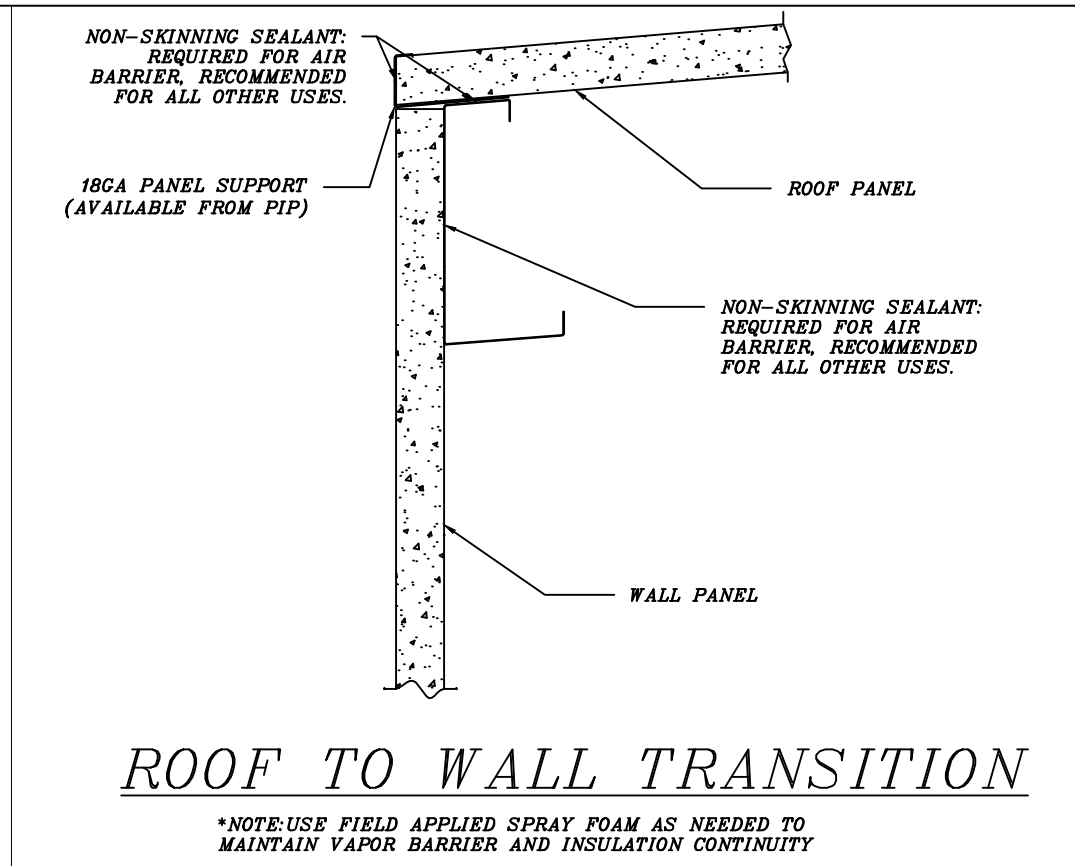 NON-SKINNING SEALANT:
REQUIRED FOR AIR
BARRIER, RECOMMENDED
FOR ALL OTHER USES.
18GA PANEL SUPPORT
(AVAILABLE FROM PIP)
ROOF PANEL
NON-SKINNING SEALANT:
REQUIRED FOR AIR
BARRIER, RECOMMENDED
FOR ALL OTHER USES.
WALL PANEL
ROOF TO WALL TRANSITION
*NOTE:USE FIELD APPLIED SPRAY FOAM AS NEEDED TO
MAINTAIN VAPOR BARRIER AND INSULATION CONTINUITY